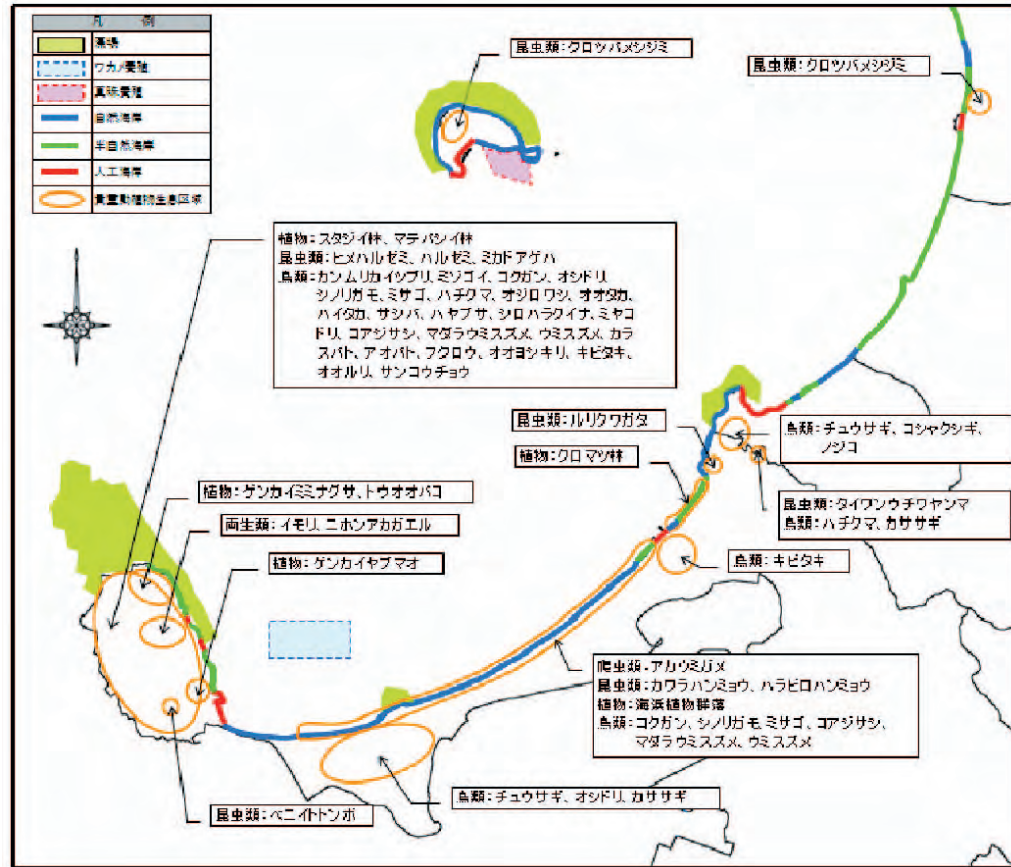 凡 例
藻場
ワカメ養殖
真珠養殖
自然海岸
半自然海岸
人工海岸
貴重動植物生息区域
昆虫類:クロツバメシジミ
昆虫類:クロツバメシジミ
植物:スタジイ林、マテバシイ林
昆虫類:ヒメハルゼミ、ハルゼミ、ミカドアゲハ
鳥類:カンムリカイツブリ、ミゾゴイ、コクガン、オシドリ、
シノリガモ、ミサゴ、ハチクマ、オジロワシ、オオタカ、
ハイタカ、サシバ、ハヤブサ、シロハラクイナ、ミヤコ
ドリ、コアジサシ、マダラウミスズメ、ウミスズメ、カラ
スバト、アオバト、フクロウ、オオヨシキリ、キビタキ、
オオルリ、サンコウチョウ
昆虫類:ルリクワガタ
植物:クロマツ林
鳥類:チュウサギ、コシャクシギ、
ノジコ
昆虫類:タイワンウチワヤンマ
鳥類:ハチクマ、カササギ
鳥類:キビタキ
植物:ゲンカイミミナグサ、トウオオバコ
両生類:イモリ、ニホンアカガエル
植物:ゲンカイヤブマオ
爬虫類:アカウミガメ
昆虫類:カワラハンミョウ、ハラビロハンミョウ
植物:海浜植物群落
鳥類:コクガン、シノリガモ、ミサゴ、コアジサシ、
マダラウミスズメ、ウミスズメ
鳥類:チュウサギ、オシドリ、カササギ
昆虫類:ベニイトトンボ